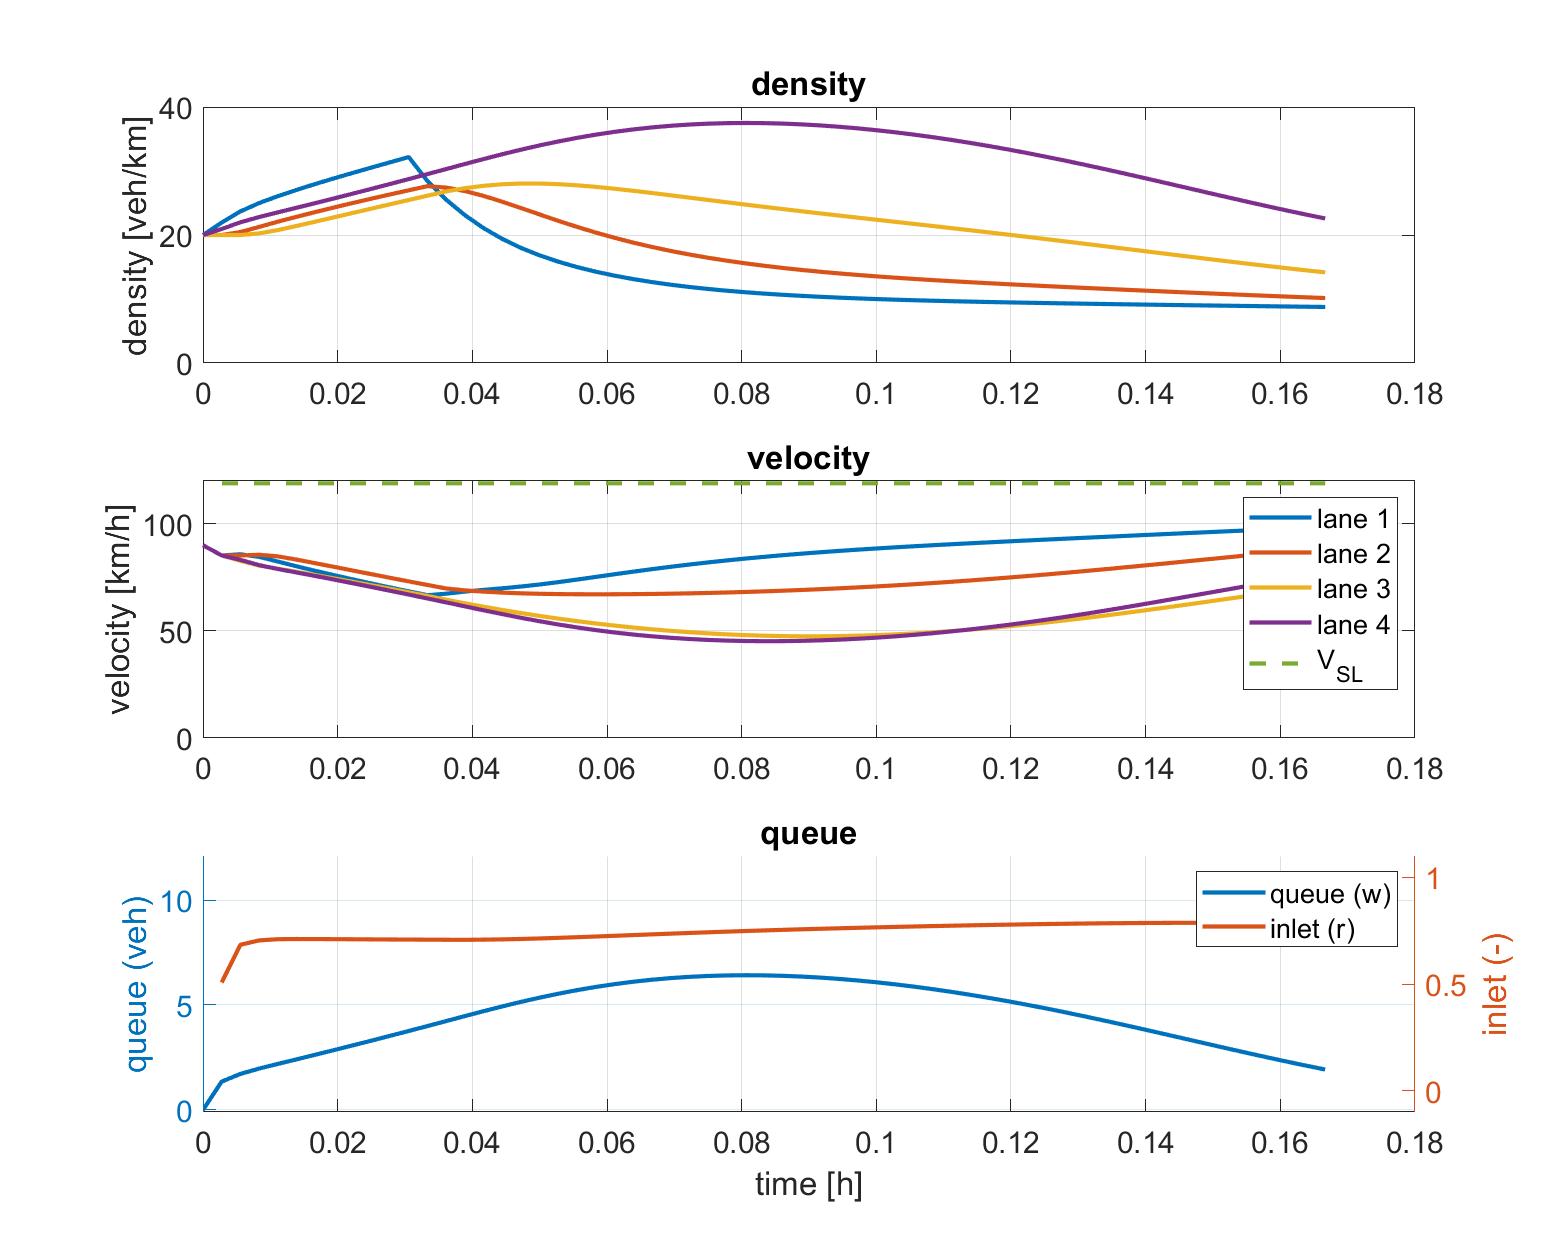 density
density [veh/km]
40
20
0
0 0.02 0.04 0.06 0.08 0.1 0.12 0.14 0.16 0.18
velocity
velocity [km/h]
100
50
0
lane 1
lane 2
lane 3
lane 4
V_SL
0 0.02 0.04 0.06 0.08 0.1 0.12 0.14 0.16 0.18
queue
queue (veh)
10
5
0
queue (w)
inlet (r)
1
0.5
0
inlet (-)
0 0.02 0.04 0.06 0.08 0.1 0.12 0.14 0.16 0.18
time [h]